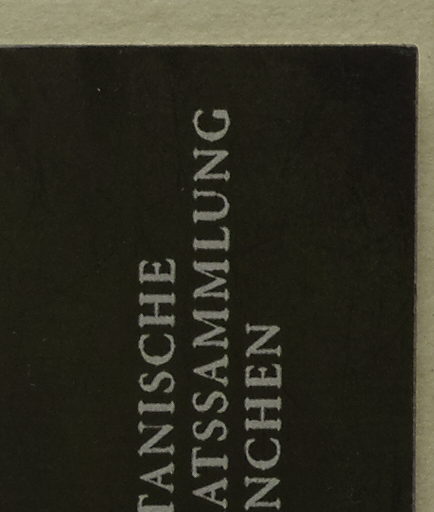 TANISCHE
ATSSAMMLUNG
NCHEN